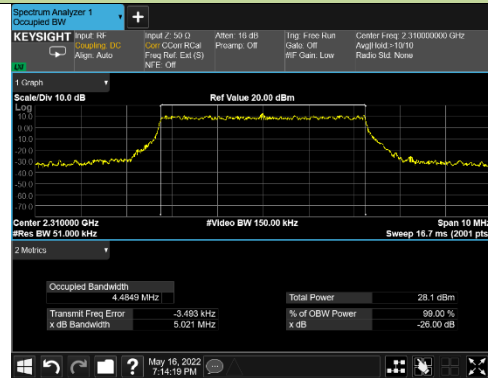 Spectrum Analyzer 1
Occupied BW
+
KEYSIGHT Input: RF Input Z: 50 Ω Atten: 16 dB Trig: Free Run Center Freq: 2.310000000 GHz
Coupling: DC Corr CCorr RCal Preamp: Off Gate: Off Avg|Hold:>10/10
Align: Auto Freq Ref: Ext (S) #IF Gain: Low Radio Std: None
NFE: Off
LV
1 Graph
Scale/Div 10.0 dB Ref Value 20.00 dBm
Log
10.0
0.00
-10.0
-20.0
-30.0
-40.0
-50.0
-60.0
-70.0
Center 2.310000 GHz #Video BW 150.00 kHz Span 10 MHz
#Res BW 51.000 kHz Sweep 16.7 ms (2001 pts
2 Metrics
Occupied Bandwidth
4.4849 MHz
Total Power 28.1 dBm
Transmit Freq Error -3.493 kHz % of OBW Power 99.00 %
x dB Bandwidth 5.021 MHz x dB -26.00 dB
?
May 16, 2022
7:14:19 PM